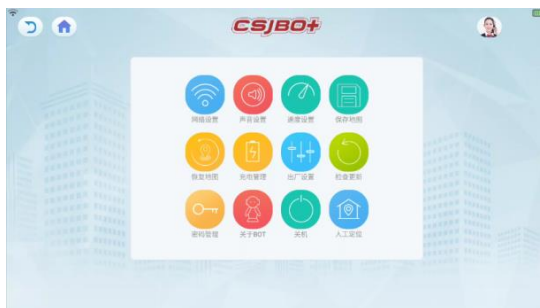 CSJBOT
网络设置 声音设置 速度设置 保存地图
恢复地图 充电管理 出厂设置 检查更新
密码管理 关于BOT 关机 人工定位